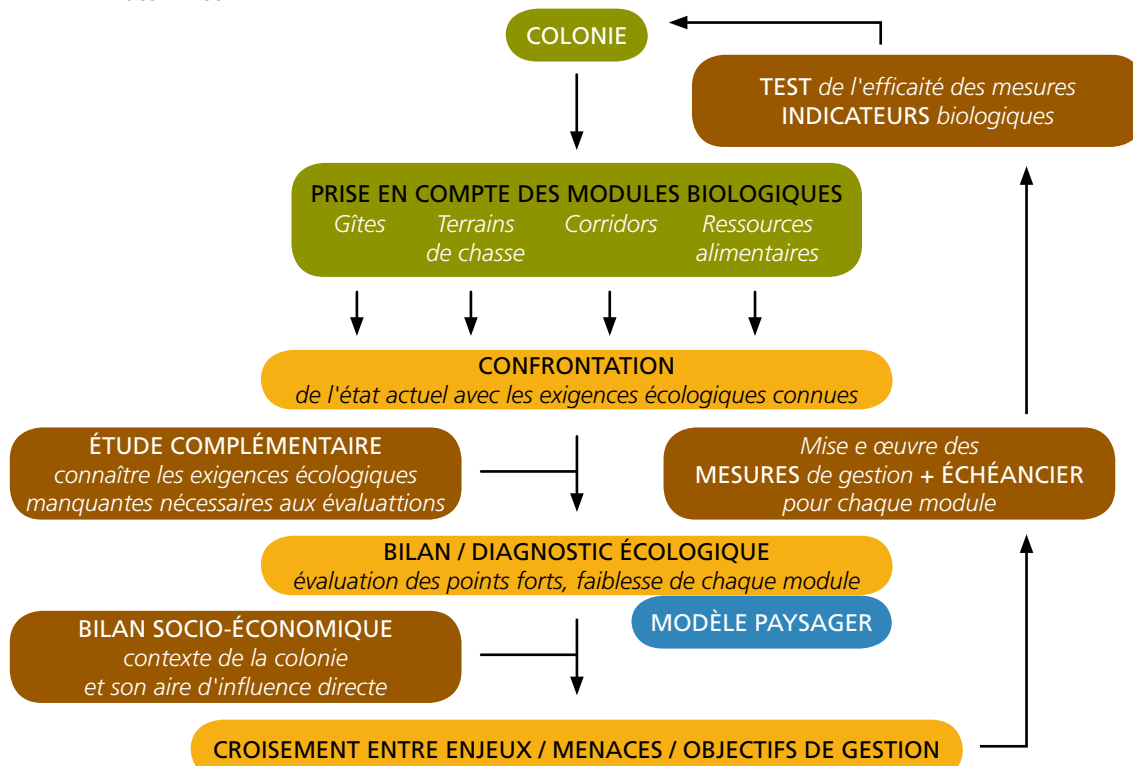 COLONIE
TEST de l'efficaité des mesures
INDICATEURS biologiques
PRISE EN COMPTE DES MODULES BIOLOGIQUES
Gîtes Terrains de chasse Corridors Ressources alimentaires
CONFRONTATION
de l'état actuel avec les exigences écologiques connues
ÉTUDE COMPLÉMENTAIRE
connaître les exigences écologiques
manquantes nécessaires aux évaluattions
Mise e œuvre des
MESURES de gestion + ÉCHÉANCIER
pour chaque module
BILAN / DIAGNOSTIC ÉCOLOGIQUE
évaluation des points forts, faiblesse de chaque module
MODÈLE PAYSAGER
BILAN SOCIO-ÉCONOMIQUE
contexte de la colonie
et son aire d'influence directe
CROISEMENT ENTRE ENJEUX / MENACES / OBJECTIFS DE GESTION